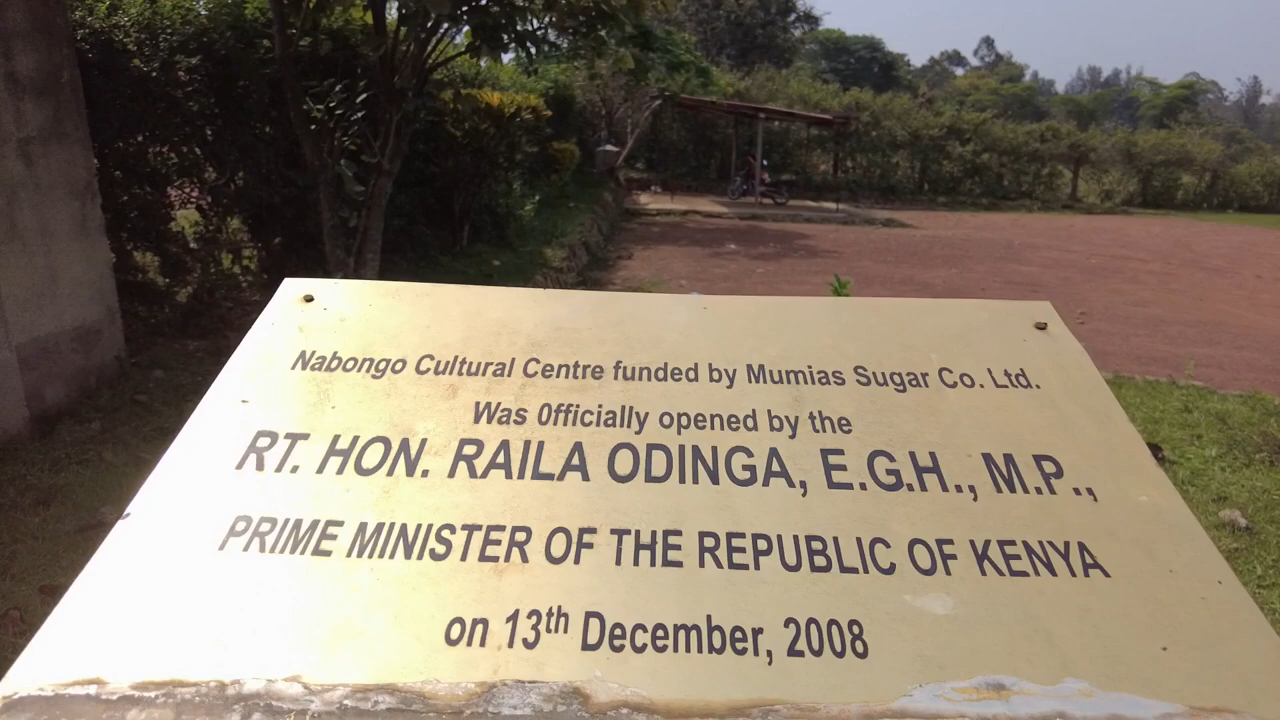 Nabongo Cultural Centre funded by Mumias Sugar Co. Ltd.
Was 0fficially opened by the
RT. HON. RAILA ODINGA, E.G.H., M.P.,
PRIME MINISTER OF THE REPUBLIC OF KENYA
on 13th December, 2008